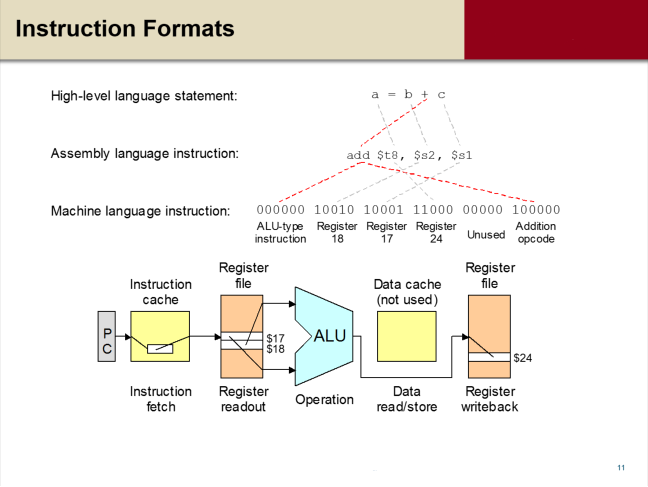 Instruction Formats
High-level language statement:
a = b + c
Assembly language instruction:
add $t8, $s2, $s1
Machine language instruction:
000000 10010 10001 11000 00000 100000
ALU-type
instruction
Register
18
Register
17
Register
24
Unused
Addition
opcode
Instruction
cache
Register
file
Data cache
(not used)
Register
file
P
C
$17
$18
ALU
$24
Instruction
fetch
Register
readout
Operation
Data
read/store
Register
writeback
11